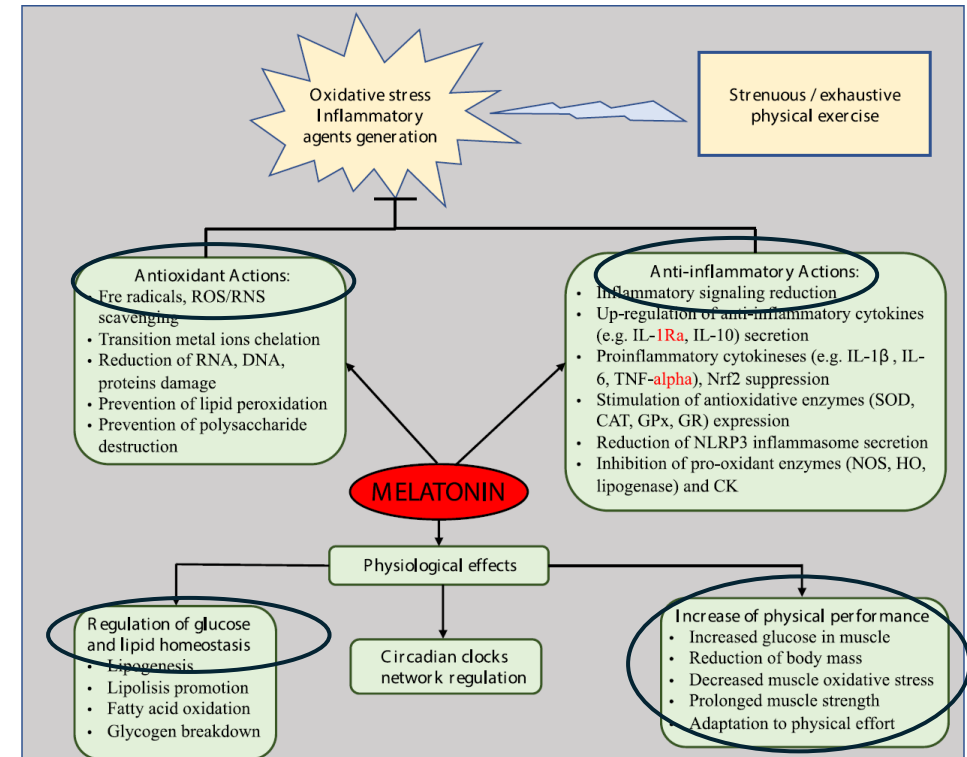 Oxidative stress
Inflammatory
agents generation
Strenuous / exhaustive
physical exercise
Antioxidant Actions:
• Fre radicals, ROS/RNS
scavenging
• Transition metal ions chelation
• Reduction of RNA, DNA,
proteins damage
• Prevention of lipid peroxidation
• Prevention of polysaccharide
destruction
Anti-inflammatory Actions:
• Inflammatory signaling reduction
• Up-regulation of anti-inflammatory cytokines
(e.g. IL-1Ra, IL-10) secretion
• Proinflammatory cytokineses (e.g. IL-1β , IL-
6, TNF-alpha), Nrf2 suppression
• Stimulation of antioxidative enzymes (SOD,
CAT, GPx, GR) expression
• Reduction of NLRP3 inflammasome secretion
• Inhibition of pro-oxidant enzymes (NOS, HO,
lipogenase) and CK
MELATONIN
Physiological effects
Regulation of glucose
and lipid homeostasis
• Lipogenesis
• Lipolisis promotion
• Fatty acid oxidation
• Glycogen breakdown
Circadian clocks
network regulation
Increase of physical performance
• Increased glucose in muscle
• Reduction of body mass
• Decreased muscle oxidative stress
• Prolonged muscle strength
• Adaptation to physical effort